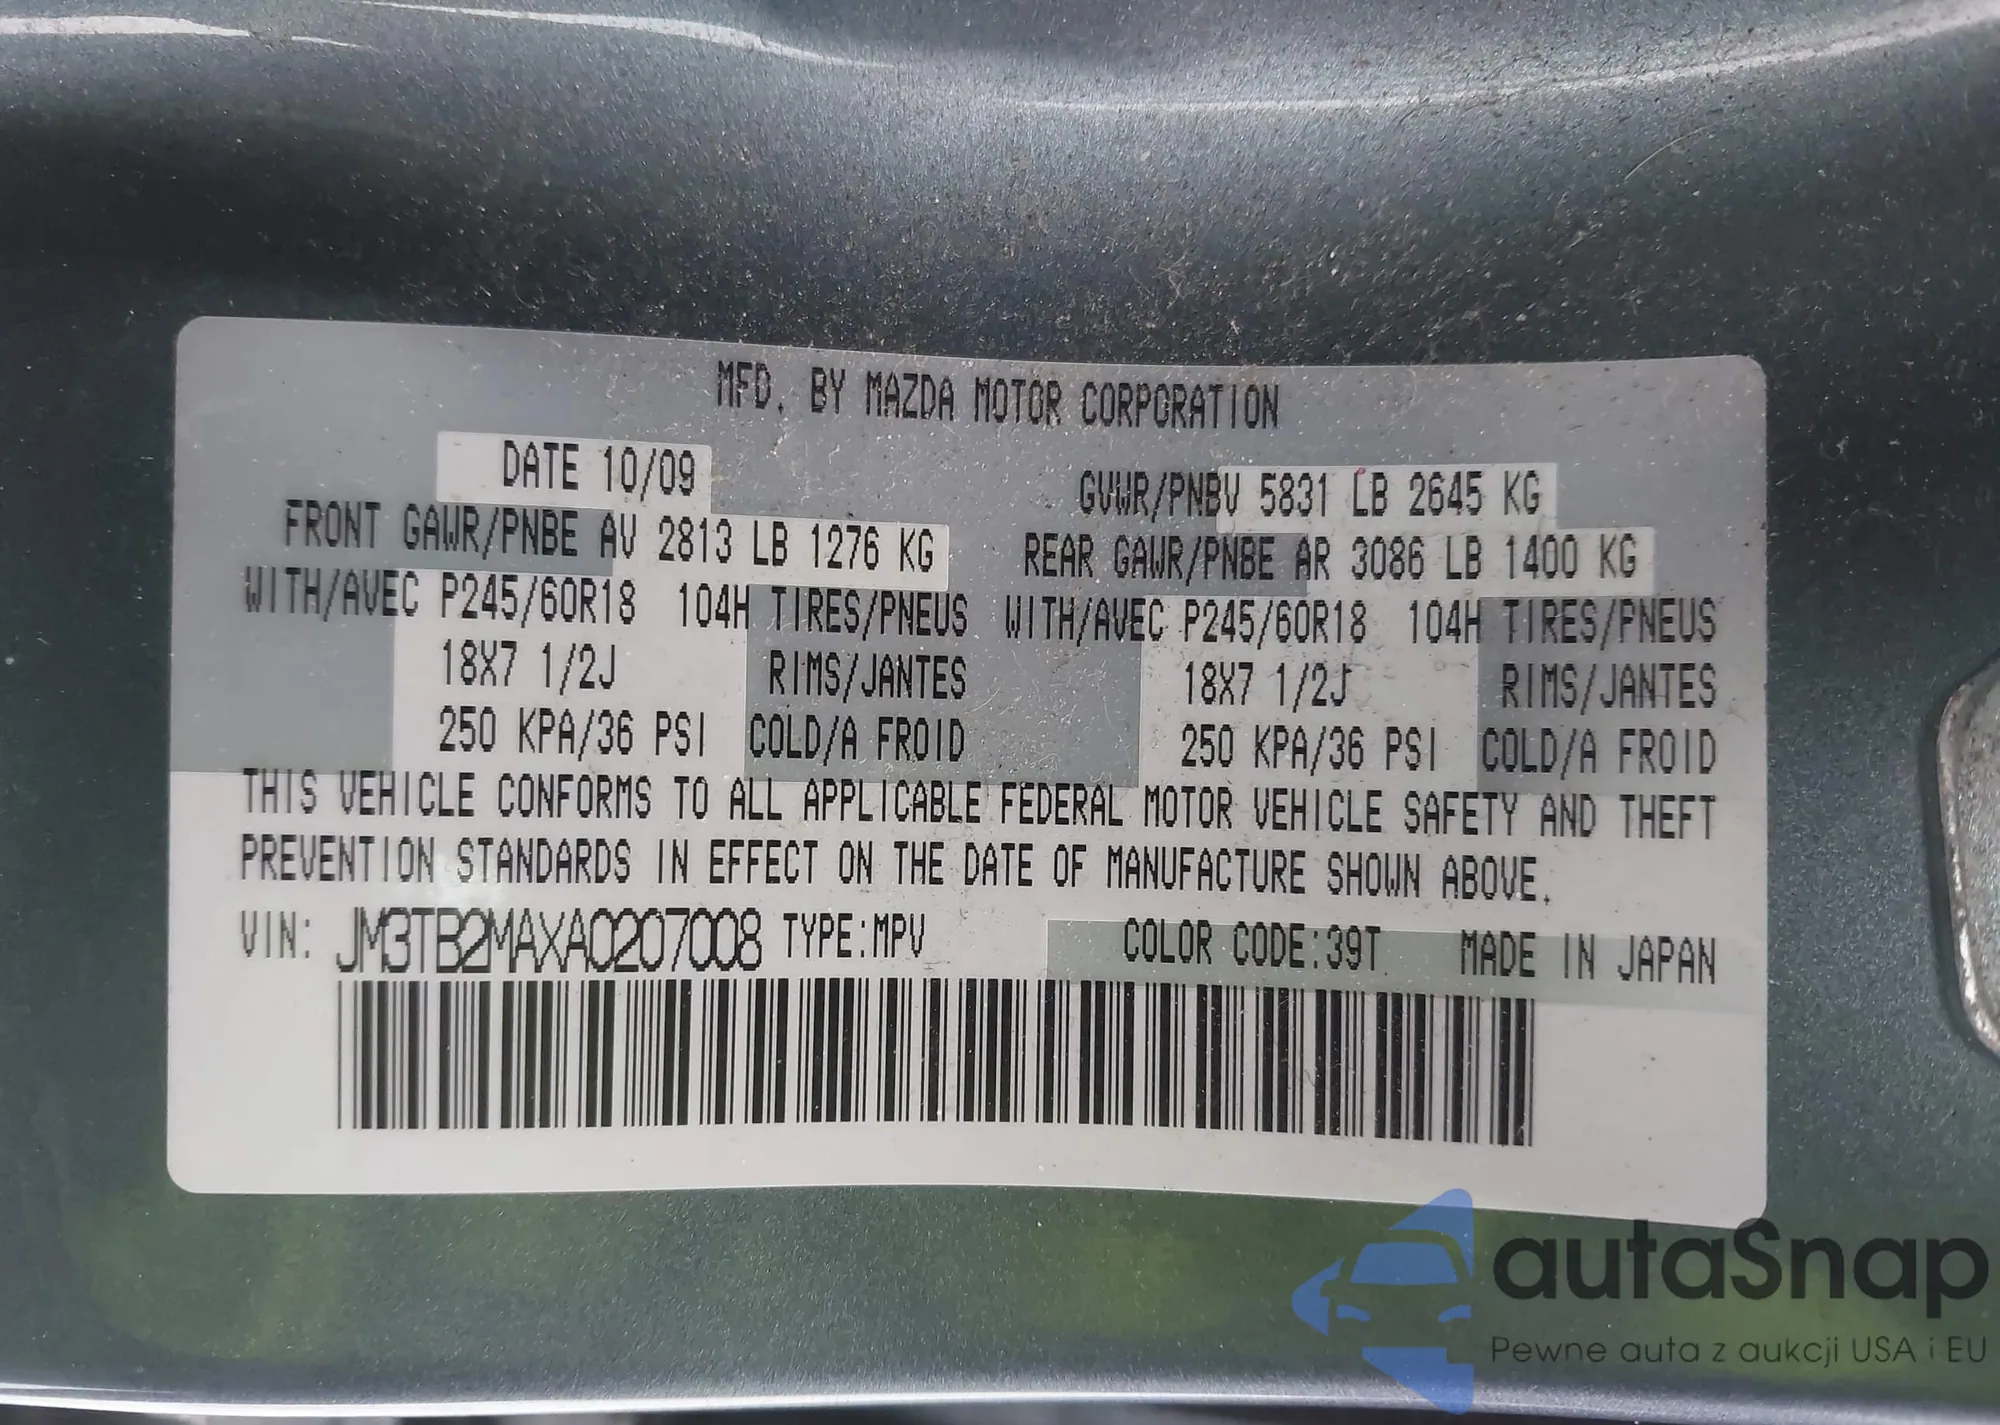 MFD. BY MAZDA MOTOR CORPORATION
DATE 10/09
GVWR/PNBV 5831 LB 2645 KG
FRONT GAWR/PNBE AV 2813 LB 1276 KG
REAR GAWR/PNBE AR 3086 LB 1400 KG
WITH/AVEC P245/60R18 104H TIRES/PNEUS
WITH/AVEC P245/60R18 104H TIRES/PNEUS
18X7 1/2J RIMS/JANTES
18X7 1/2J RIMS/JANTES
250 KPA/36 PSI COLD/A FROID
250 KPA/36 PSI COLD/A FROID
THIS VEHICLE CONFORMS TO ALL APPLICABLE FEDERAL MOTOR VEHICLE SAFETY AND THEFT
PREVENTION STANDARDS IN EFFECT ON THE DATE OF MANUFACTURE SHOWN ABOVE.
VIN: JM3TB2MAXA0207008 TYPE:MPV COLOR CODE:39T MADE IN JAPAN
autaSnap
Pewne auta z aukcji USA i EU